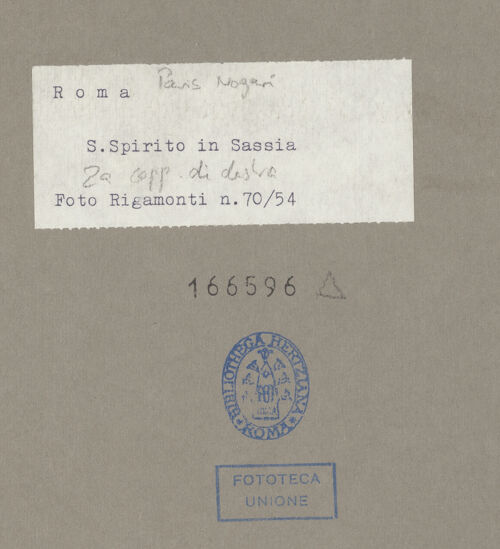 Roma Paris Nogari
S.Spirito in Sassia
2a capp. di destra
Foto Rigamonti n.70/54
166596
BIBLIOTHECA HERTZIANA
ROMA
FOTOTECA
UNIONE